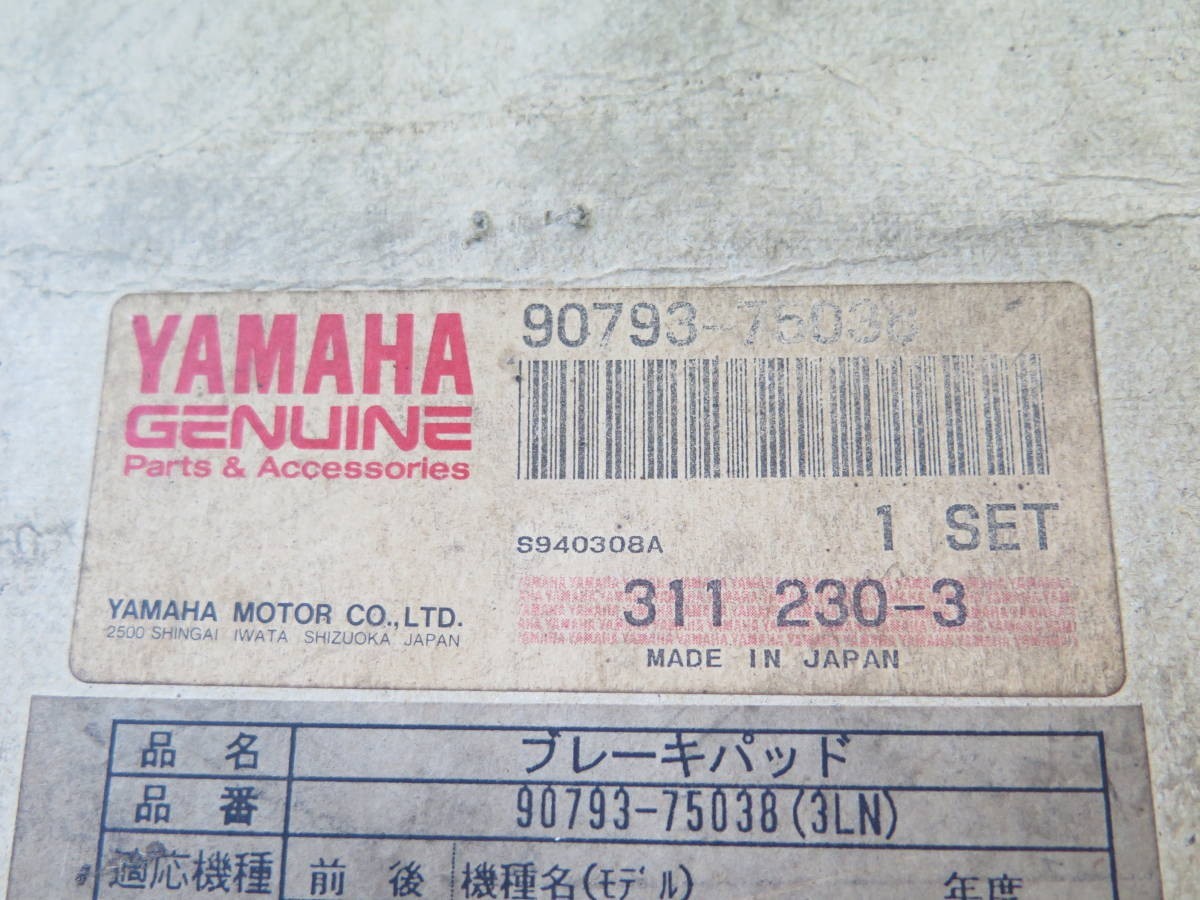 YAMAHA
GENUINE
Parts & Accessories
YAMAHA MOTOR CO.,LTD.
2500 SHINGAI IWATA SHIZUOKA JAPAN
90793-75038
1 SET
S940308A
311 230-3
MADE IN JAPAN
品名 ブレーキパッド
品番 90793-75038(3LN)
適応機種 前 後 機種名(モデル) 年度